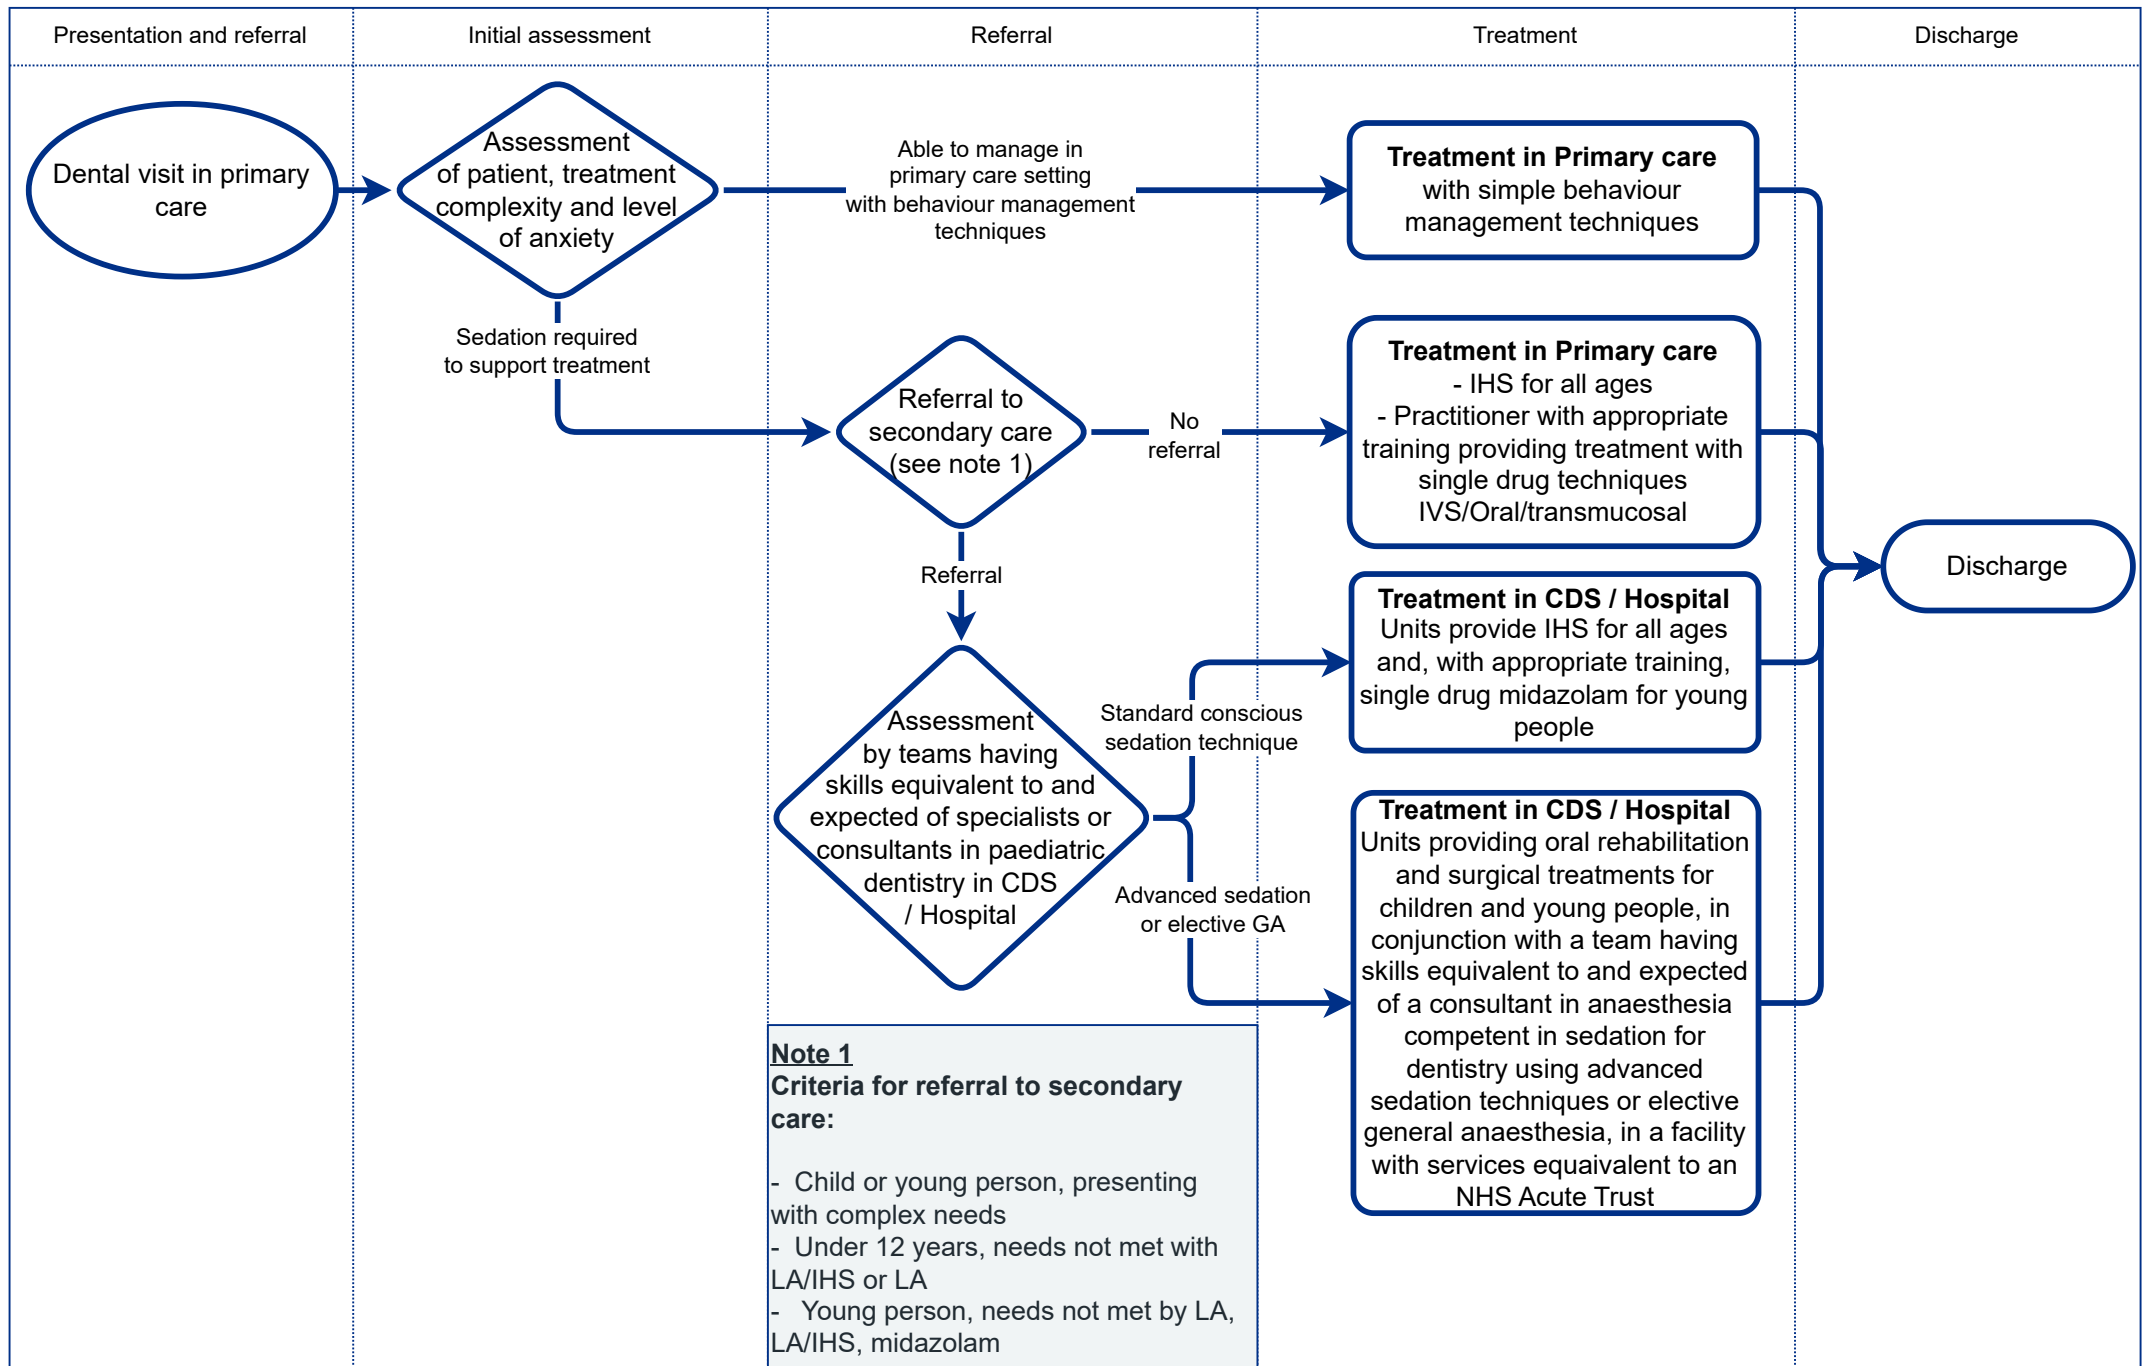 Presentation and referral
Initial assessment
Referral
Treatment
Discharge
Dental visit in primary
care
Assessment
of patient, treatment
complexity and level
of anxiety
Able to manage in
primary care setting
with behaviour management
techniques
Treatment in Primary care
with simple behaviour
management techniques
Sedation required
to support treatment
Referral to
secondary care
(see note 1)
No
referral
Treatment in Primary care
- IHS for all ages
- Practitioner with appropriate
training providing treatment with
single drug techniques
IVS/Oral/transmucosal
Referral
Assessment
by teams having
skills equivalent to and
expected of specialists or
consultants in paediatric
dentistry in CDS
/ Hospital
Standard conscious
sedation technique
Treatment in CDS / Hospital
Units provide IHS for all ages
and, with appropriate training,
single drug midazolam for young
people
Advanced sedation
or elective GA
Treatment in CDS / Hospital
Units providing oral rehabilitation
and surgical treatments for
children and young people, in
conjunction with a team having
skills equivalent to and expected
of a consultant in anaesthesia
competent in sedation for
dentistry using advanced
sedation techniques or elective
general anaesthesia, in a facility
with services equaivalent to an
NHS Acute Trust
Discharge
Note 1
Criteria for referral to secondary
care:
- Child or young person, presenting
with complex needs
- Under 12 years, needs not met with
LA/IHS or LA
- Young person, needs not met by LA,
LA/IHS, midazolam